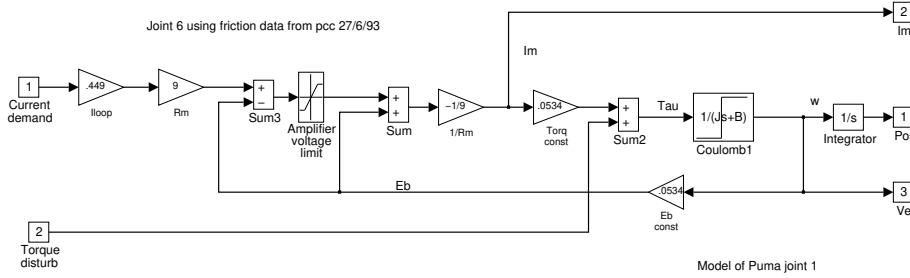 Joint 6 using friction data from pcc 27/6/93
2
Im
Im
1
Current
demand
.449
Iloop
9
Rm
+
−
Sum3
Amplifier
voltage
limit
+
+
Sum
−1/9
1/Rm
.0534
Torq
const
+
+
Sum2
Tau
1/(Js+B)
Coulomb1
w
1/s
Integrator
1
Pos
Eb
.0534
Eb
const
3
Ve
2
Torque
disturb
Model of Puma joint 1